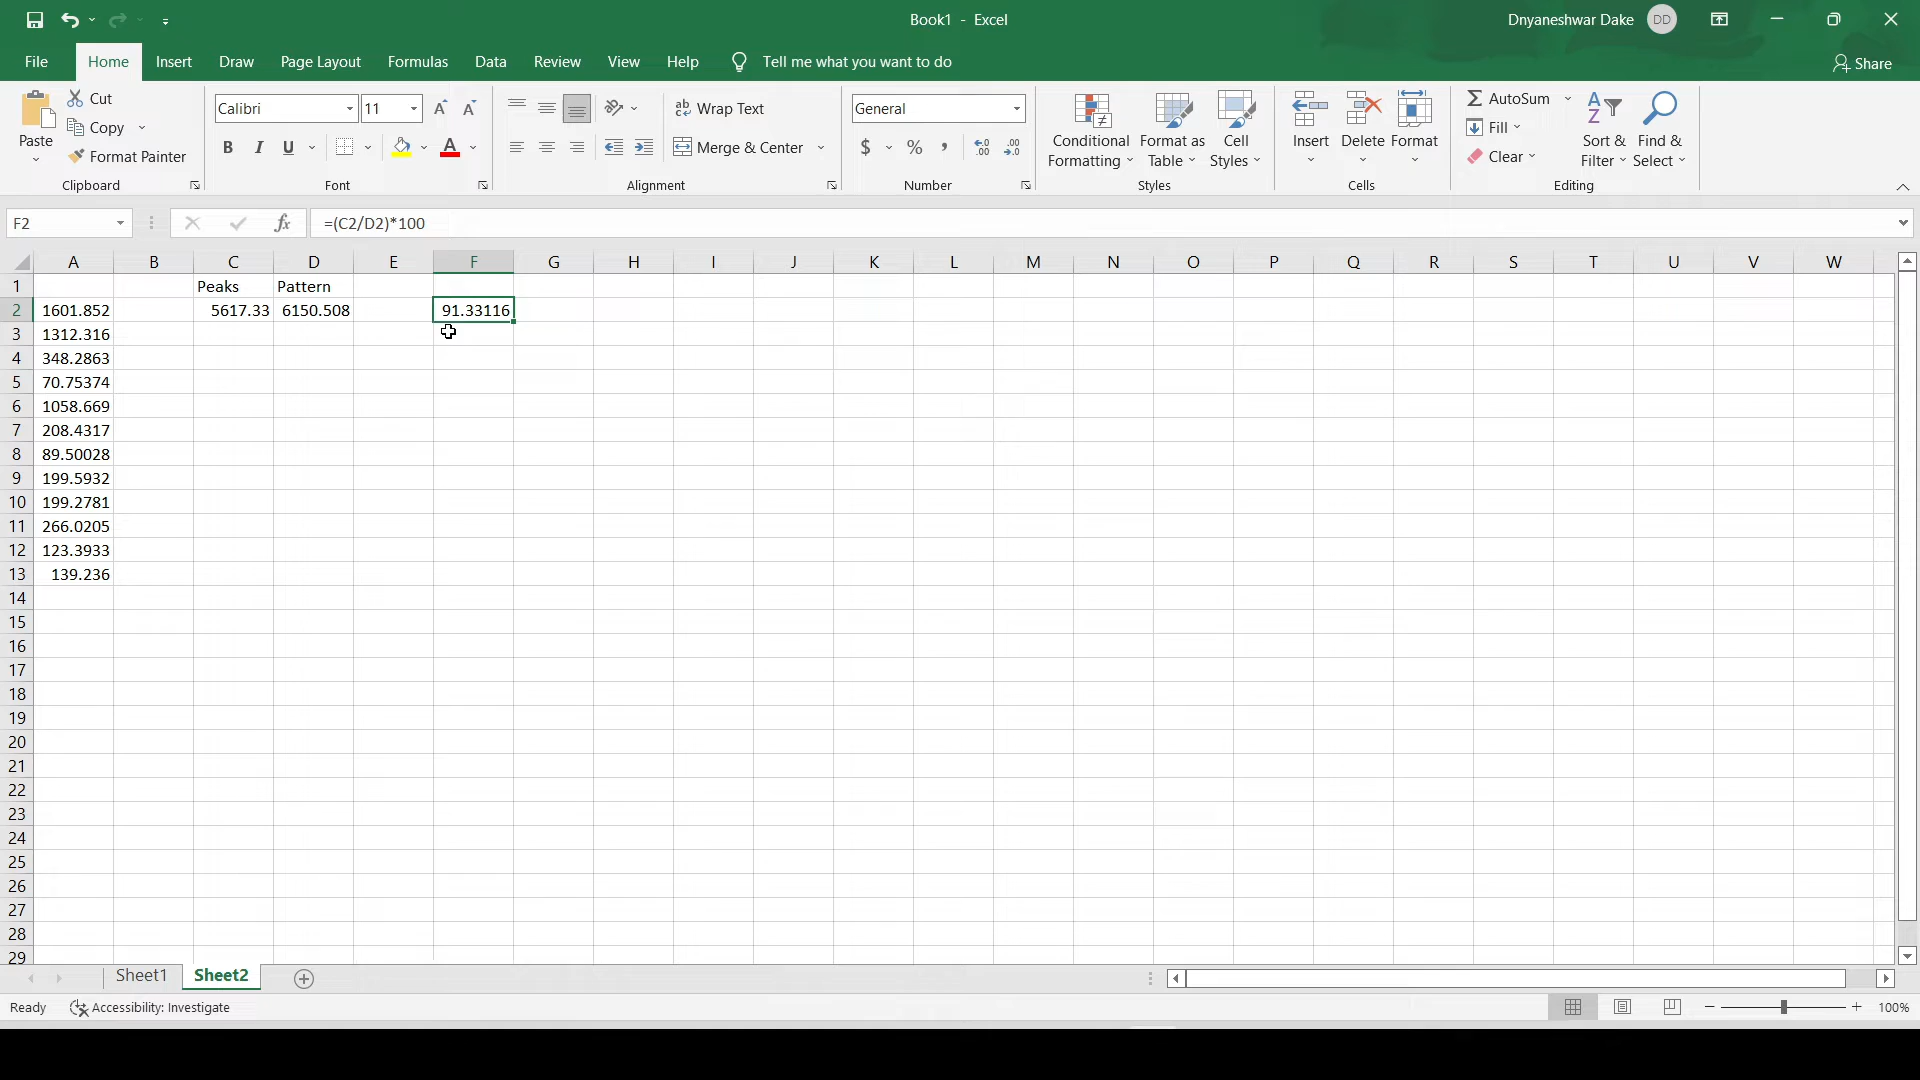 Book1 - Excel
Dnyaneshwar Dake
DD
File
Home
Insert
Draw
Page Layout
Formulas
Data
Review
View
Help
Tell me what you want to do
Share
Paste
Cut
Copy
Format Painter
Clipboard
Calibri
11
B I U
Font
Wrap Text
Merge & Center
Alignment
General
$ % ,
Number
Conditional Formatting
Format as Table
Cell Styles
Styles
Insert
Delete
Format
Cells
AutoSum
Fill
Clear
Sort & Filter
Find & Select
Editing
F2
fx
=(C2/D2)*100
A B C D E F G H I J K L M N O P Q R S T U V W
1 Peaks Pattern
2 1601.852 5617.33 6150.508 91.33116
3 1312.316
4 348.2863
5 70.75374
6 1058.669
7 208.4317
8 89.50028
9 199.5932
10 199.2781
11 266.0205
12 123.3933
13 139.236
14
15
16
17
18
19
20
21
22
23
24
25
26
27
28
29
Sheet1
Sheet2
Ready
Accessibility: Investigate
100%